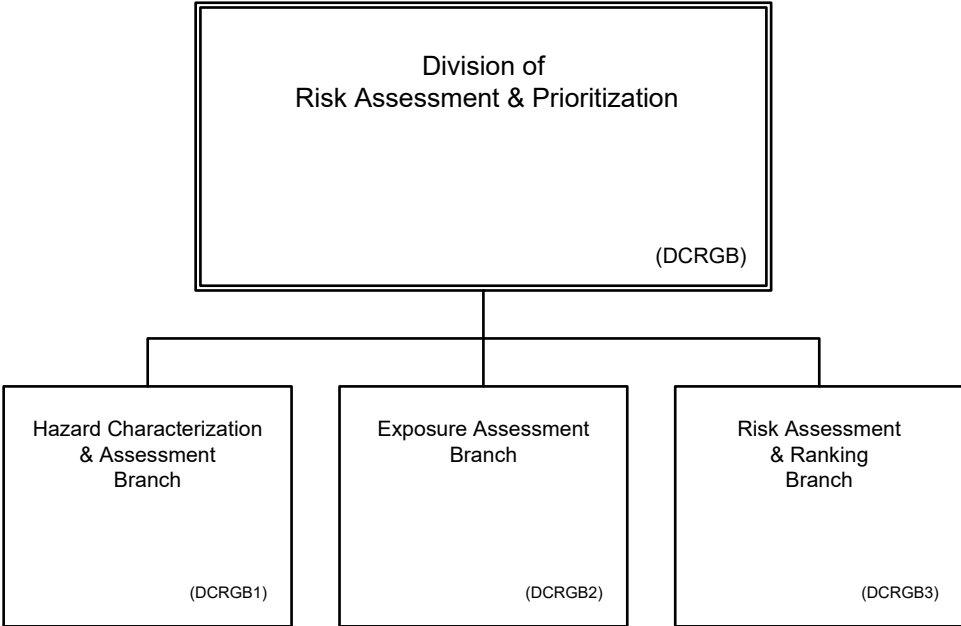 Division of
Risk Assessment & Prioritization
(DCRGB)
Hazard Characterization
& Assessment
Branch
(DCRGB1)
Exposure Assessment
Branch
(DCRGB2)
Risk Assessment
& Ranking
Branch
(DCRGB3)